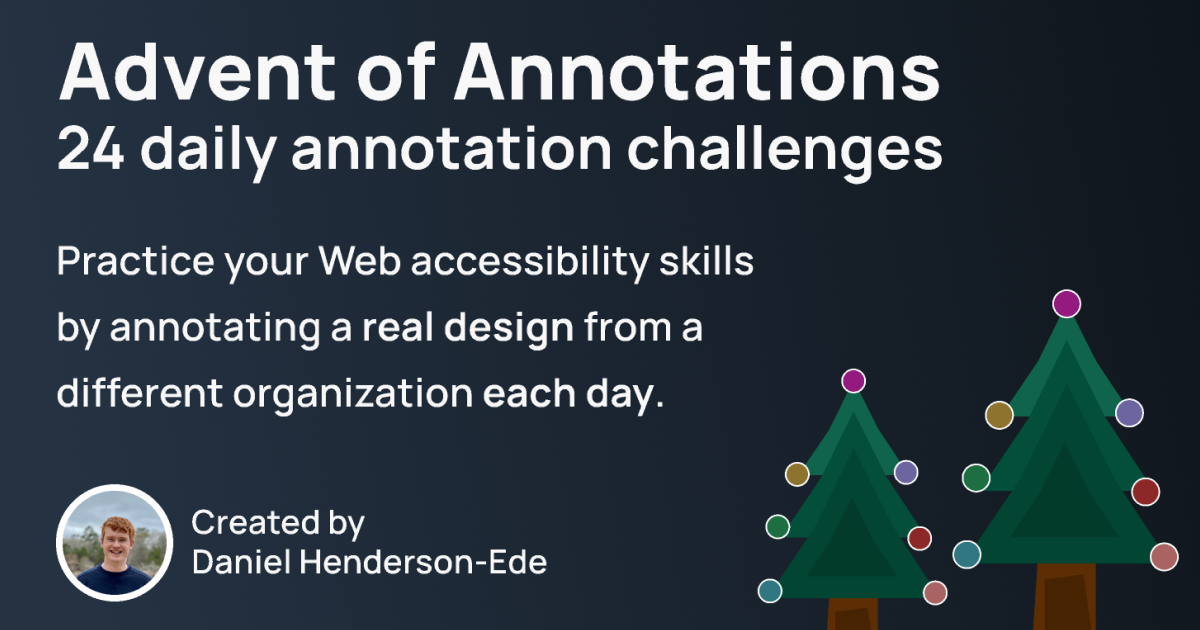 Advent of Annotations
24 daily annotation challenges
Practice your Web accessibility skills
by annotating a real design from a
different organization each day.
Created by
Daniel Henderson-Ede